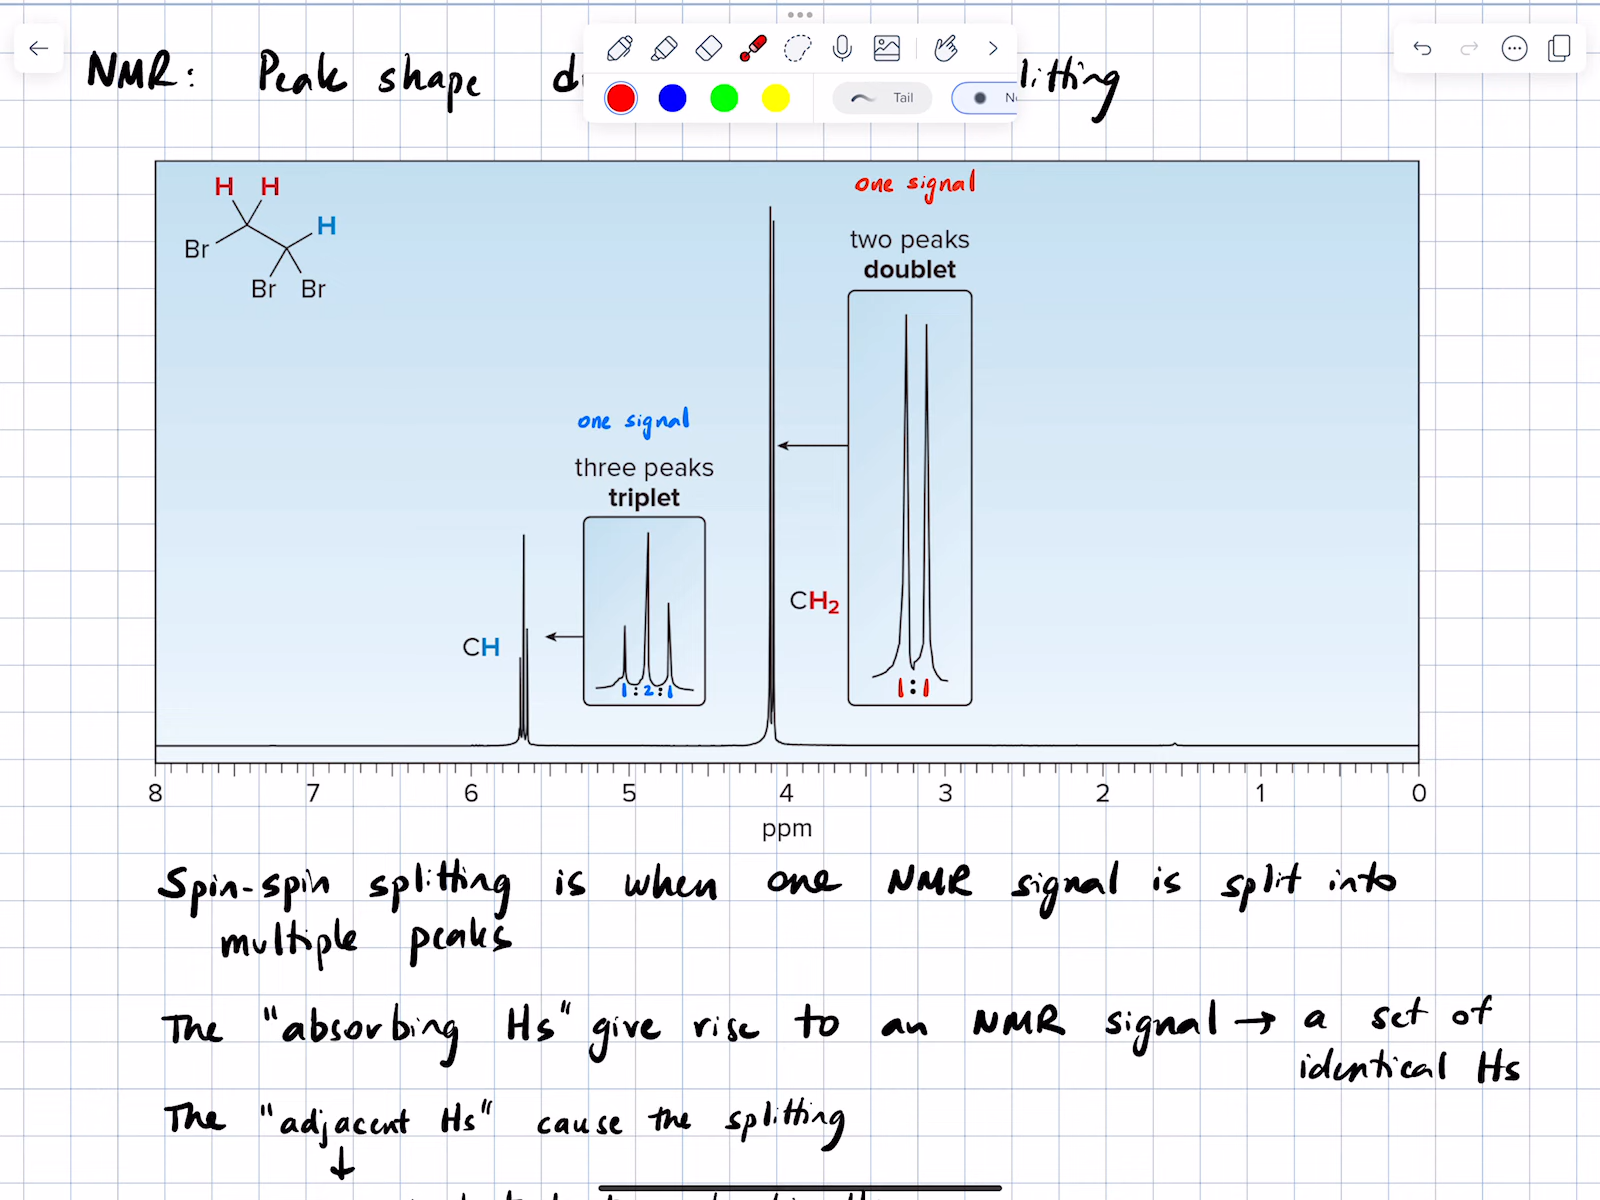 NMR: Peak shape
litting
Tail
H H
H
Br
Br Br
one signal
two peaks
doublet
one signal
three peaks
triplet
CH
CH2
1:2:1
1:1
8 7 6 5 4 3 2 1 0
ppm
Spin-spin splitting is when one NMR signal is split into
multiple peaks
The "absorbing Hs" give rise to an NMR signal → a set of
identical Hs
The "adjacent Hs" cause the splitting
↓